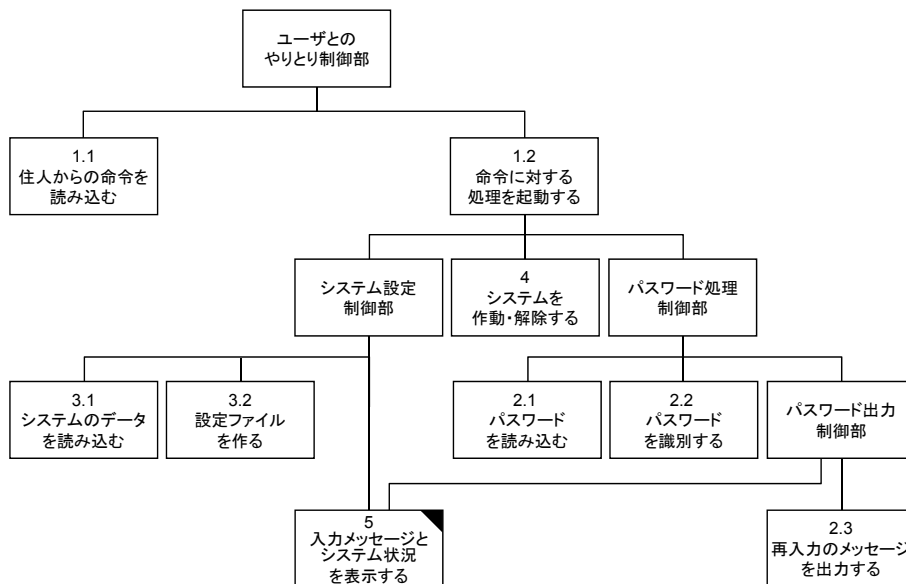 ユーザとの
やりとり制御部
1.1
住人からの命令を
読み込む
1.2
命令に対する
処理を起動する
システム設定
制御部
4
システムを
作動・解除する
パスワード処理
制御部
3.1
システムのデータ
を読み込む
3.2
設定ファイル
を作る
2.1
パスワード
を読み込む
2.2
パスワード
を識別する
パスワード出力
制御部
5
入力メッセージと
システム状況
を表示する
2.3
再入力のメッセージ
を出力する